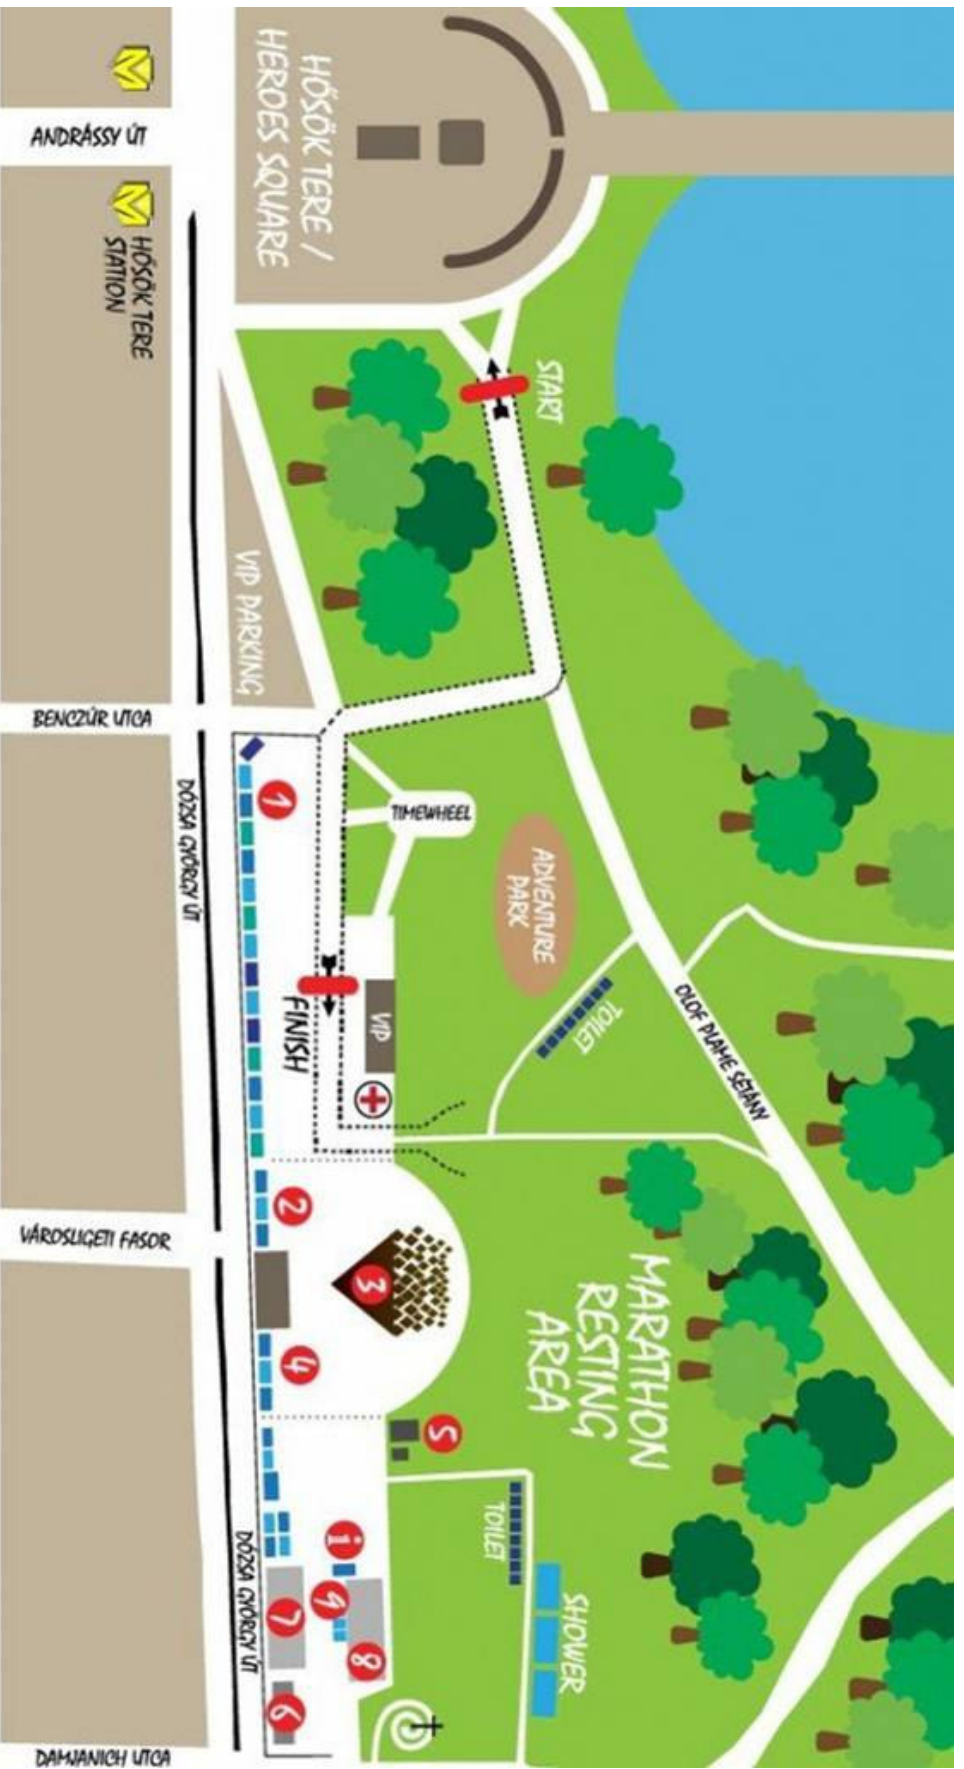 M
ANDRÁSSY ÚT
M
HŐSÖK TERE
STATION
HŐSÖK TERE /
HEROES SQUARE
START
VIP PARKING
BENCZÚR UTCA
DÓZSA GYÖRGY ÚT
1
TIMEWHEEL
ADVENTURE
PARK
TOILET
OLOF PLAME SÉTÁNY
VIP
FINISH
2
VÁROSLIGETI FASOR
3
4
MARATHON
RESTING
AREA
5
TOILET
SHOWER
i
9
7
8
6
DÓZSA GYÖRGY ÚT
DAMJANICH UTCA